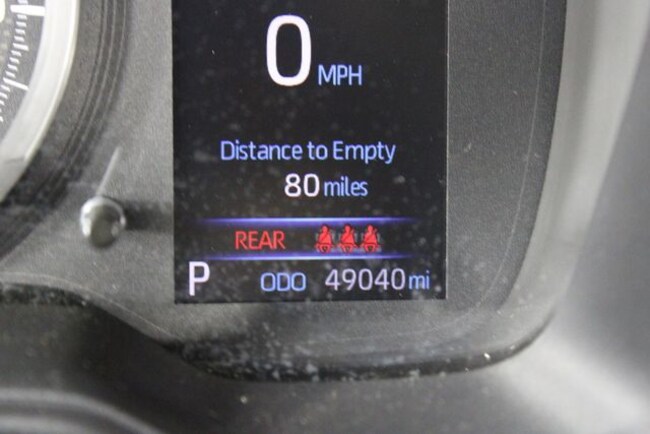 0 MPH
Distance to Empty
80 miles
REAR
P ODO 49040 mi